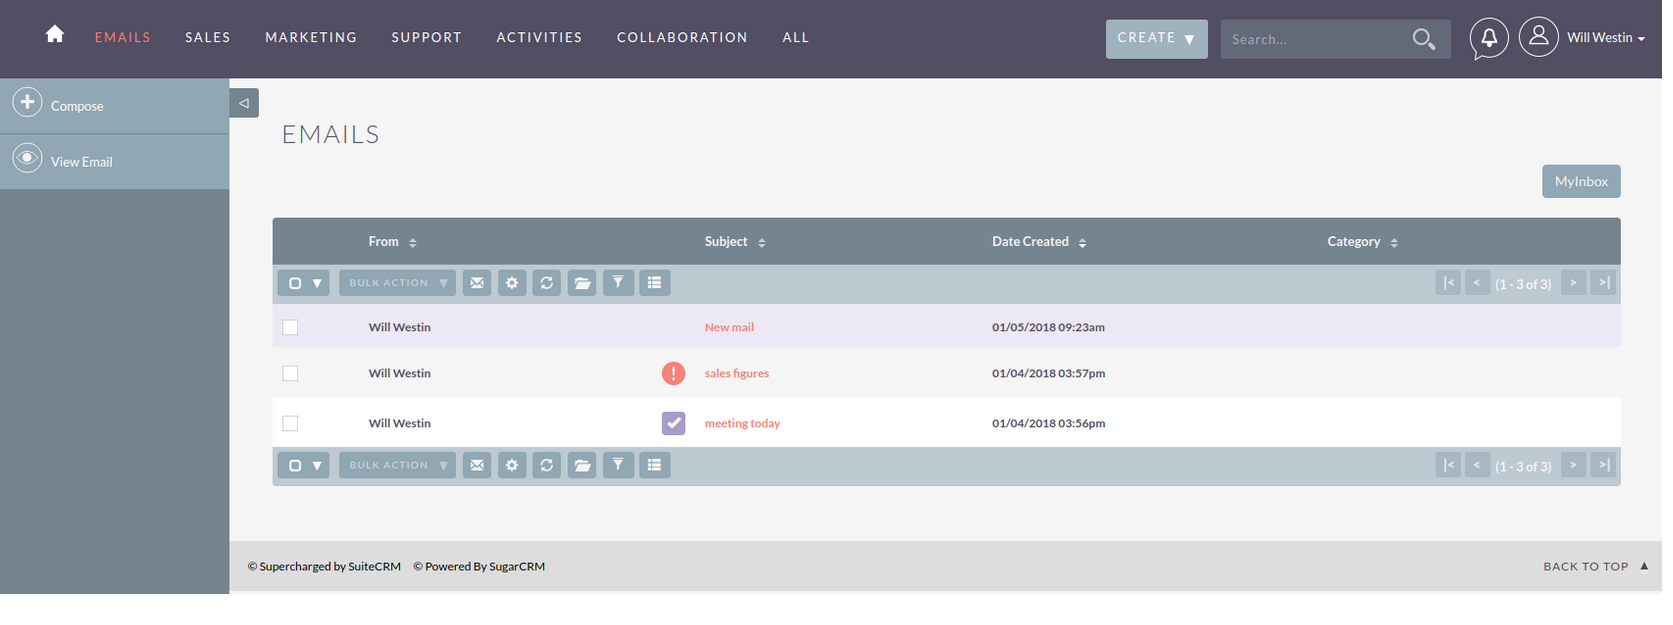 EMAILS SALES MARKETING SUPPORT ACTIVITIES COLLABORATION ALL CREATE Search... Will Westin
Compose
EMAILS
View Email
MyInbox
From Subject Date Created Category
BULK ACTION (1 - 3 of 3)
Will Westin New mail 01/05/2018 09:23am
Will Westin sales figures 01/04/2018 03:57pm
Will Westin meeting today 01/04/2018 03:56pm
BULK ACTION (1 - 3 of 3)
© Supercharged by SuiteCRM © Powered By SugarCRM BACK TO TOP